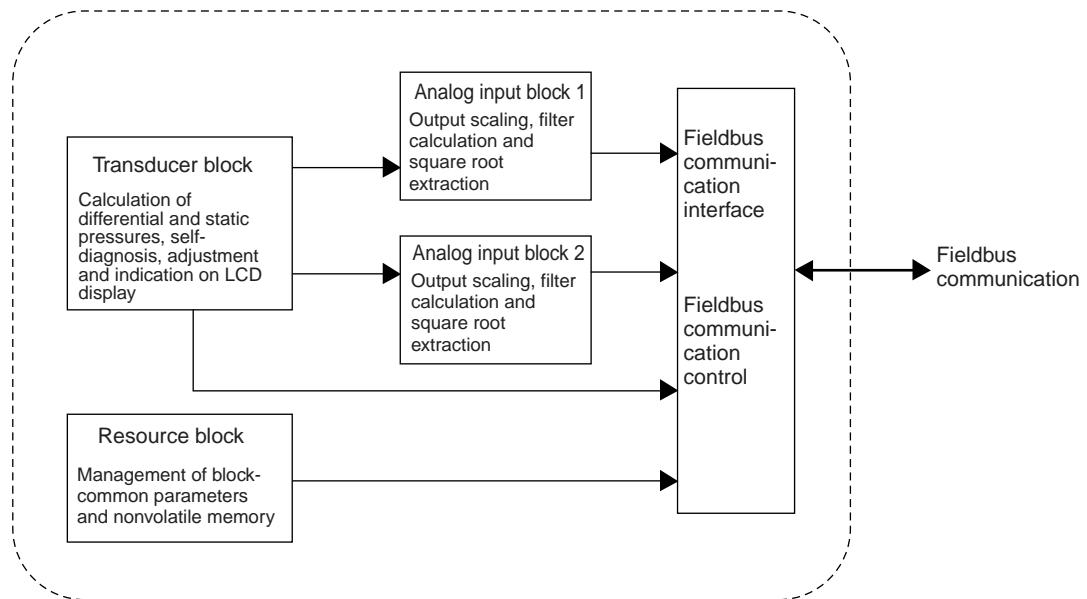 Transducer block
Calculation of
differential and static
pressures, self-
diagnosis, adjustment
and indication on LCD
display
Analog input block 1
Output scaling, filter
calculation and
square root
extraction
Analog input block 2
Output scaling, filter
calculation and
square root
extraction
Resource block
Management of block-
common parameters
and nonvolatile memory
Fieldbus
communi-
cation
interface
Fieldbus
communi-
cation
control
Fieldbus
communication